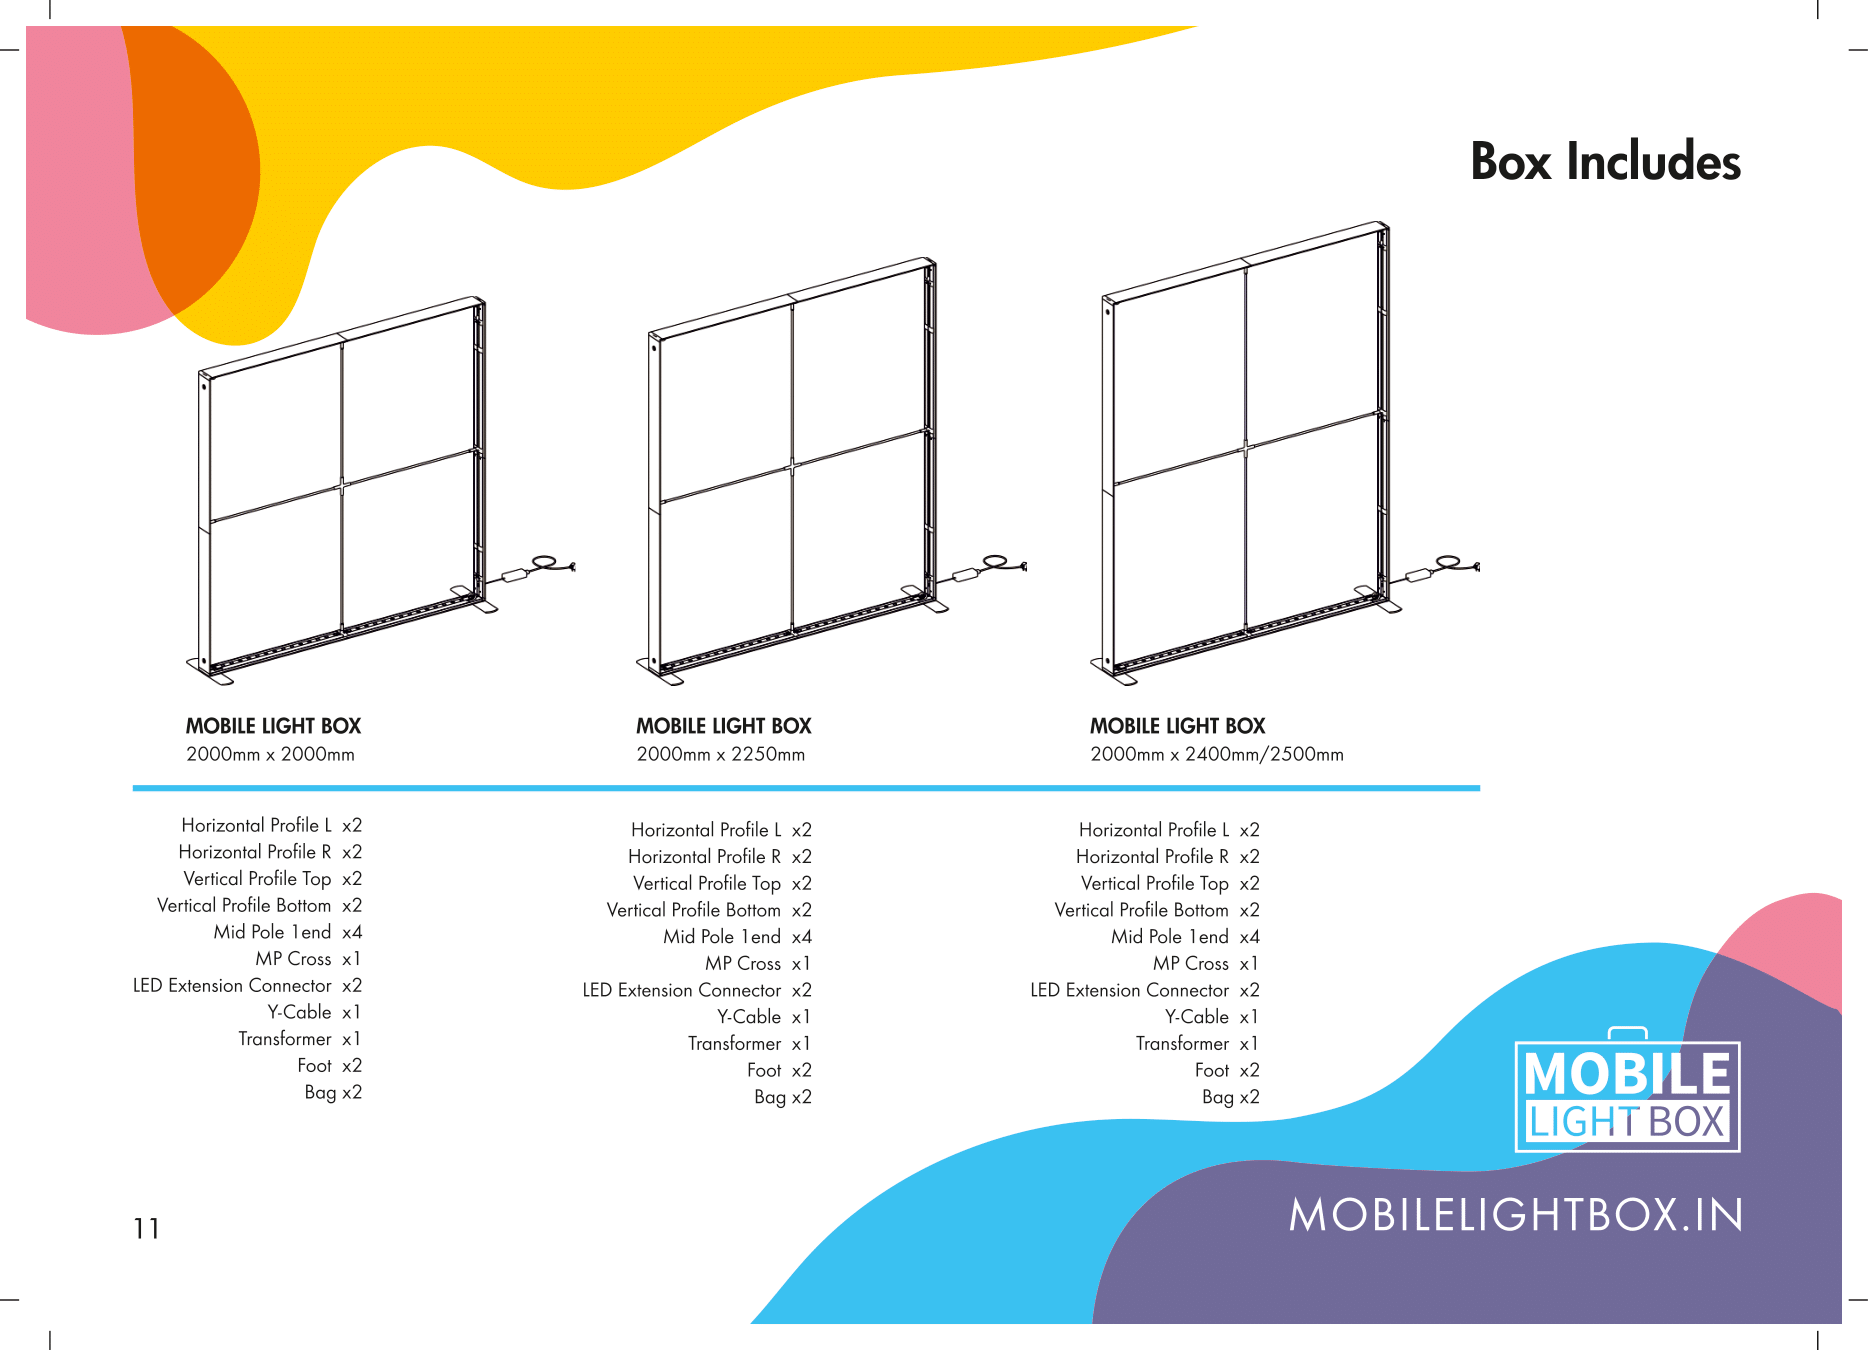 Box Includes
MOBILE LIGHT BOX
2000mm x 2000mm
Horizontal Profile L x2
Horizontal Profile R x2
Vertical Profile Top x2
Vertical Profile Bottom x2
Mid Pole 1end x4
MP Cross x1
LED Extension Connector x2
Y-Cable x1
Transformer x1
Foot x2
Bag x2
MOBILE LIGHT BOX
2000mm x 2250mm
Horizontal Profile L x2
Horizontal Profile R x2
Vertical Profile Top x2
Vertical Profile Bottom x2
Mid Pole 1end x4
MP Cross x1
LED Extension Connector x2
Y-Cable x1
Transformer x1
Foot x2
Bag x2
MOBILE LIGHT BOX
2000mm x 2400mm/2500mm
Horizontal Profile L x2
Horizontal Profile R x2
Vertical Profile Top x2
Vertical Profile Bottom x2
Mid Pole 1end x4
MP Cross x1
LED Extension Connector x2
Y-Cable x1
Transformer x1
Foot x2
Bag x2
MOBILE
LIGHT BOX
MOBILELIGHTBOX.IN
11